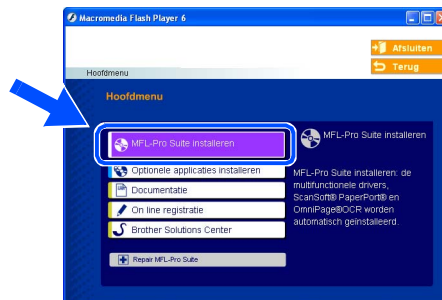 Macromedia Flash Player 6
Afsluiten
Terug
Hoofdmenu
Hoofdmenu
MFL-Pro Suite installeren
Optionele applicaties installeren
Documentatie
On line registratie
Brother Solutions Center
Repair MFL-Pro Suite
MFL-Pro Suite installeren
MFL-Pro Suite installeren: de
multifunctionele drivers,
ScanSoft® PaperPort® en
OmniPage®OCR worden
automatisch geïnstalleerd.